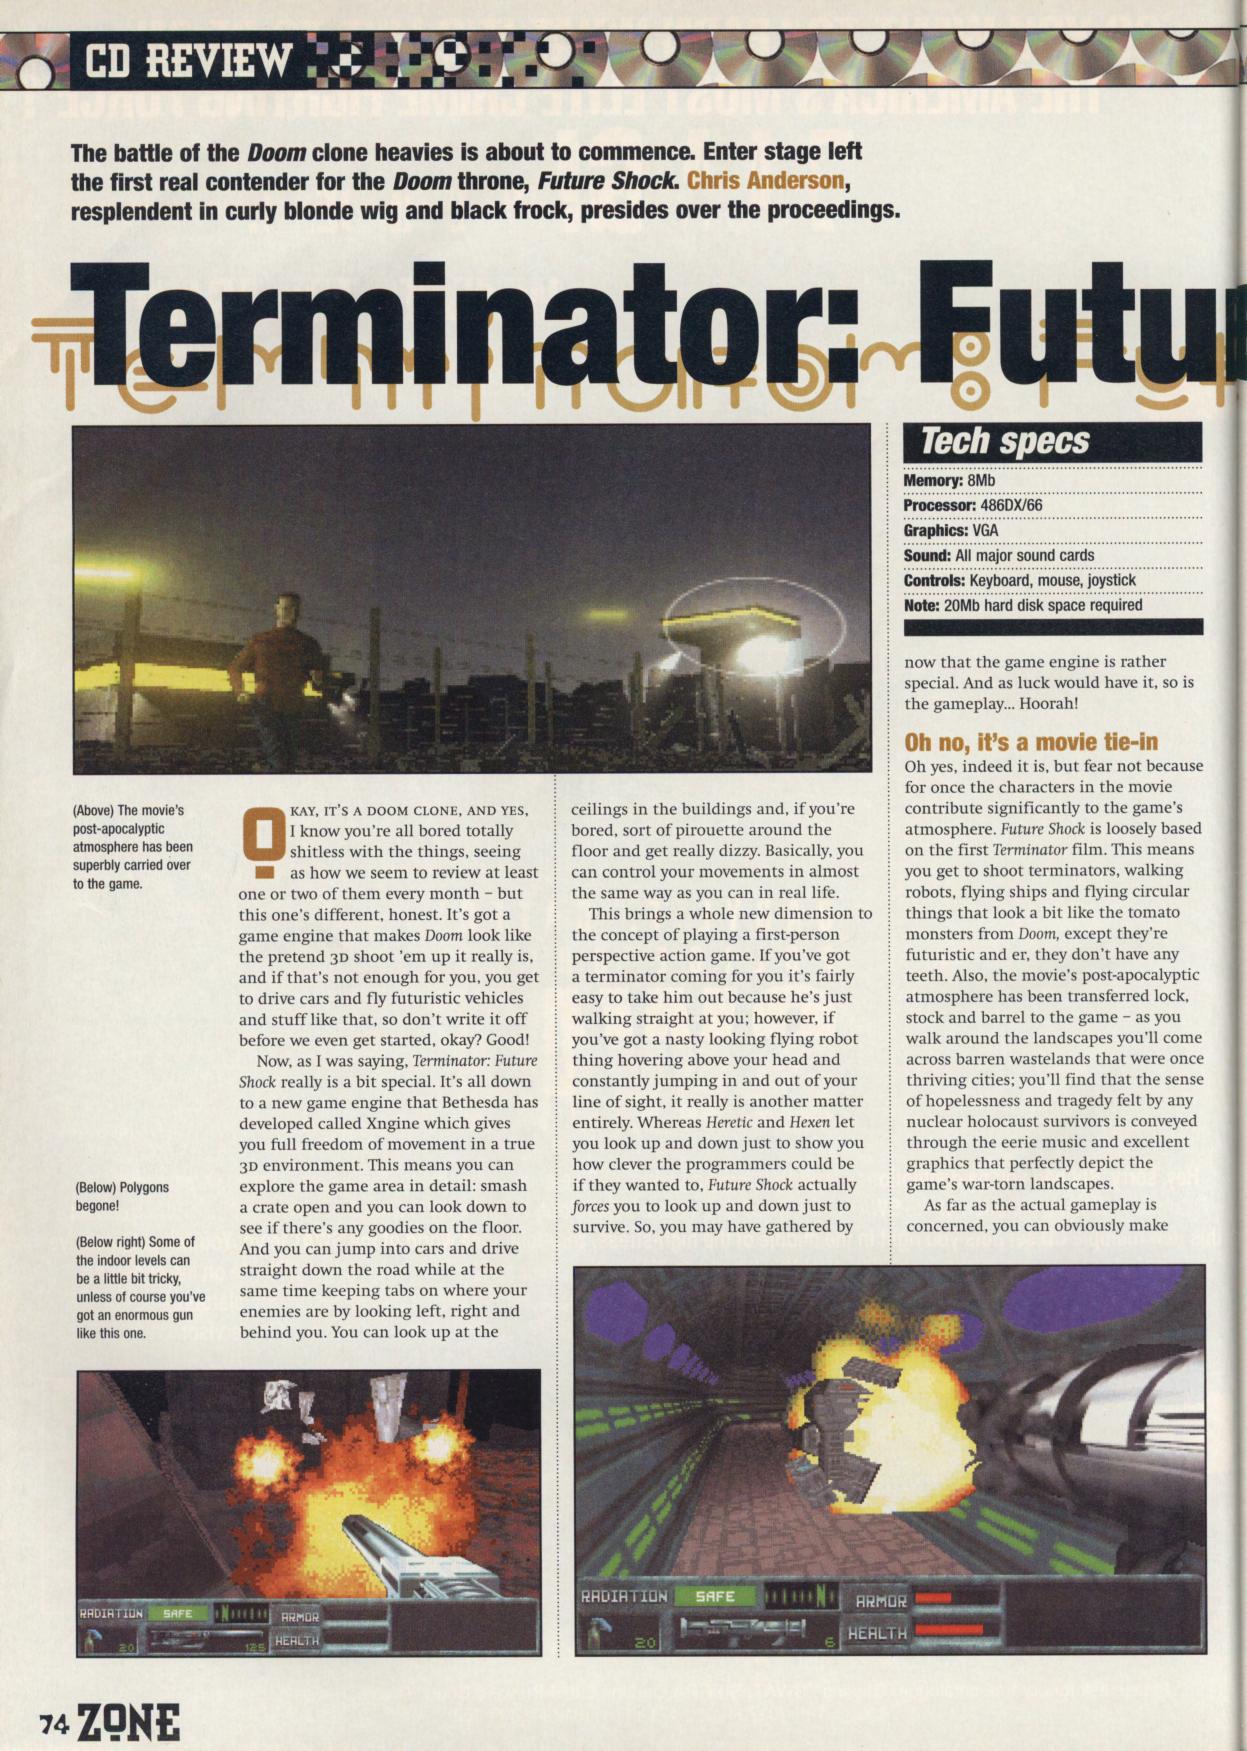 CD REVIEW
The battle of the Doom clone heavies is about to commence. Enter stage left
the first real contender for the Doom throne, Future Shock. Chris Anderson,
resplendent in curly blonde wig and black frock, presides over the proceedings.
Terminator: Futu
(Above) The movie's
post-apocalyptic
atmosphere has been
superbly carried over
to the game.
(Below) Polygons
begone!
(Below right) Some of
the indoor levels can
be a little bit tricky,
unless of course you've
got an enormous gun
like this one.
OKAY, IT'S A DOOM CLONE, AND YES,
I know you're all bored totally
shitless with the things, seeing
as how we seem to review at least
one or two of them every month – but
this one's different, honest. It's got a
game engine that makes Doom look like
the pretend 3D shoot 'em up it really is,
and if that's not enough for you, you get
to drive cars and fly futuristic vehicles
and stuff like that, so don't write it off
before we even get started, okay? Good!
Now, as I was saying, Terminator: Future
Shock really is a bit special. It's all down
to a new game engine that Bethesda has
developed called Xngine which gives
you full freedom of movement in a true
3D environment. This means you can
explore the game area in detail: smash
a crate open and you can look down to
see if there's any goodies on the floor.
And you can jump into cars and drive
straight down the road while at the
same time keeping tabs on where your
enemies are by looking left, right and
behind you. You can look up at the
ceilings in the buildings and, if you're
bored, sort of pirouette around the
floor and get really dizzy. Basically, you
can control your movements in almost
the same way as you can in real life.
This brings a whole new dimension to
the concept of playing a first-person
perspective action game. If you've got
a terminator coming for you it's fairly
easy to take him out because he's just
walking straight at you; however, if
you've got a nasty looking flying robot
thing hovering above your head and
constantly jumping in and out of your
line of sight, it really is another matter
entirely. Whereas Heretic and Hexen let
you look up and down just to show you
how clever the programmers could be
if they wanted to, Future Shock actually
forces you to look up and down just to
survive. So, you may have gathered by
Tech specs
Memory: 8Mb
Processor: 486DX/66
Graphics: VGA
Sound: All major sound cards
Controls: Keyboard, mouse, joystick
Note: 20Mb hard disk space required
now that the game engine is rather
special. And as luck would have it, so is
the gameplay... Hoorah!
Oh no, it's a movie tie-in
Oh yes, indeed it is, but fear not because
for once the characters in the movie
contribute significantly to the game's
atmosphere. Future Shock is loosely based
on the first Terminator film. This means
you get to shoot terminators, walking
robots, flying ships and flying circular
things that look a bit like the tomato
monsters from Doom, except they're
futuristic and er, they don't have any
teeth. Also, the movie's post-apocalyptic
atmosphere has been transferred lock,
stock and barrel to the game – as you
walk around the landscapes you'll come
across barren wastelands that were once
thriving cities; you'll find that the sense
of hopelessness and tragedy felt by any
nuclear holocaust survivors is conveyed
through the eerie music and excellent
graphics that perfectly depict the
game's war-torn landscapes.
As far as the actual gameplay is
concerned, you can obviously make
RADIATION SAFE N ARMOR
20 125 HEALTH
RADIATION SAFE N ARMOR
20 6 HEALTH
74 ZONE